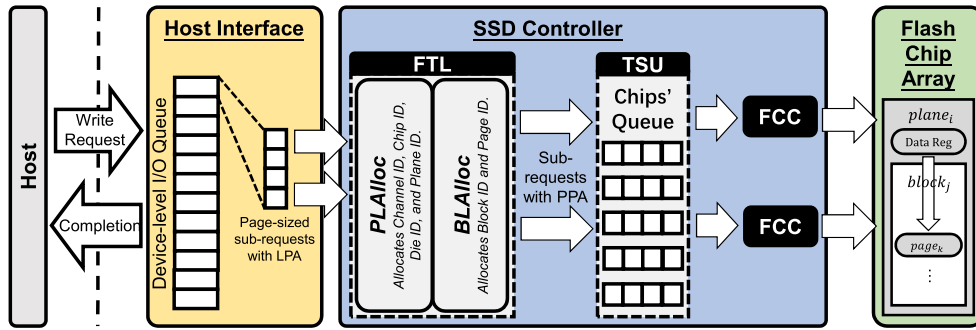 Host
Write
Request
Completion
Host Interface
Device-level I/O Queue
Page-sized
sub-requests
with LPA
SSD Controller
FTL
PLAlloc
Allocates Channel ID, Chip ID,
Die ID, and Plane ID.
BLAlloc
Allocates Block ID and Page ID.
Sub-
requests
with PPA
TSU
Chips'
Queue
FCC
FCC
Flash
Chip
Array
plane_i
Data Reg
block_j
page_k
⋮